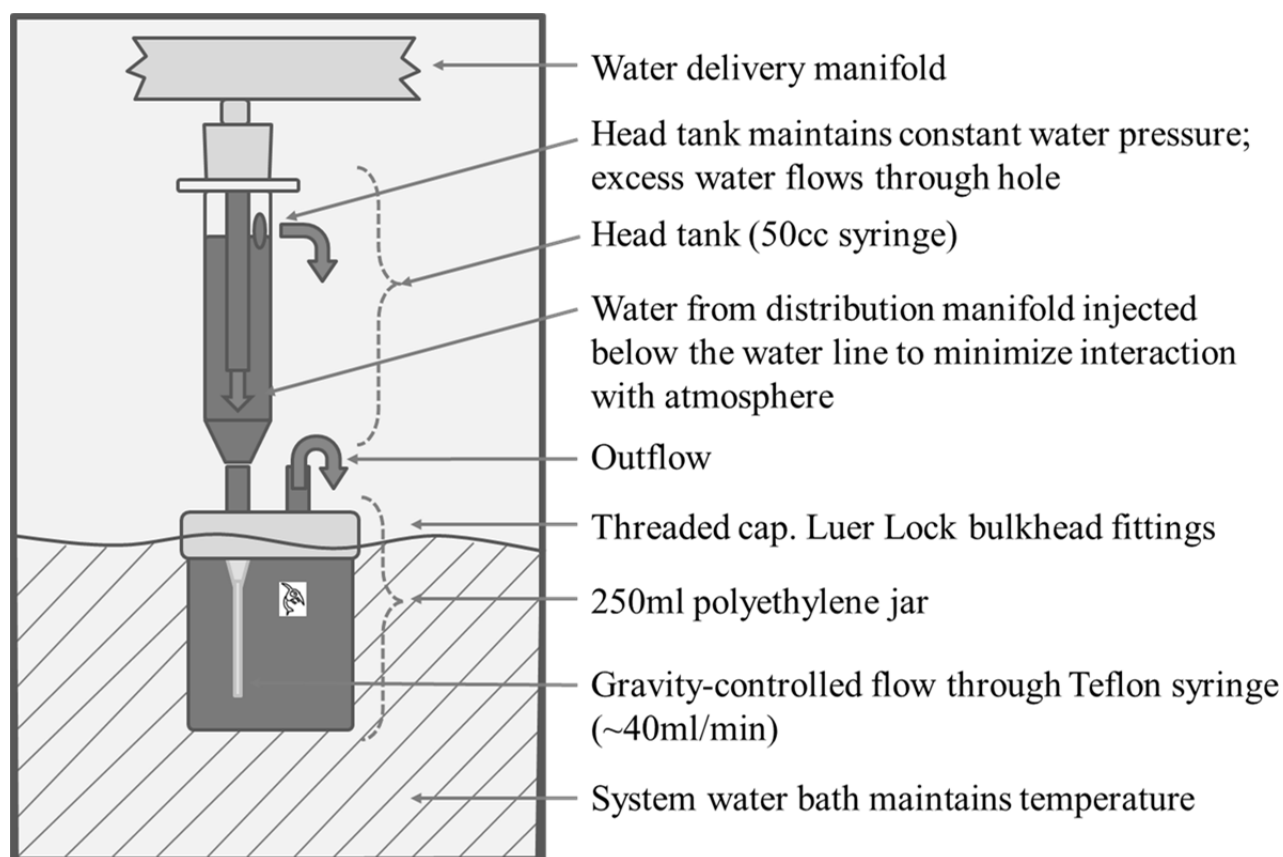 Water delivery manifold
Head tank maintains constant water pressure;
excess water flows through hole
Head tank (50cc syringe)
Water from distribution manifold injected
below the water line to minimize interaction
with atmosphere
Outflow
Threaded cap. Luer Lock bulkhead fittings
250ml polyethylene jar
Gravity-controlled flow through Teflon syringe
(~40ml/min)
System water bath maintains temperature